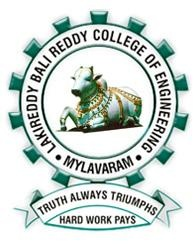 LAKIREDDY BALI REDDY COLLEGE OF ENGINEERING
• MYLAVARAM •
TRUTH ALWAYS TRIUMPHS
HARD WORK PAYS